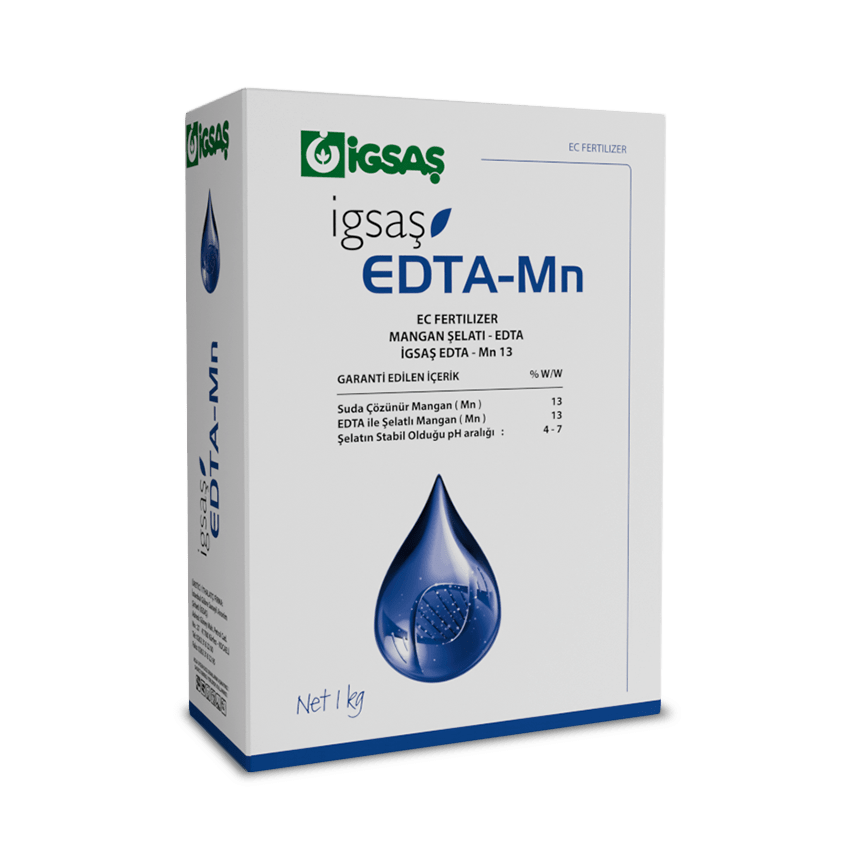 İGSAŞ
EC FERTILIZER
igsaş
EDTA-Mn
EC FERTILIZER
MANGAN ŞELATI - EDTA
İGSAŞ EDTA - Mn 13
GARANTİ EDİLEN İÇERİK % W/W
Suda Çözünür Mangan ( Mn ) 13
EDTA ile Şelatlı Mangan ( Mn ) 13
Şelatın Stabil Olduğu pH aralığı : 4 - 7
Net 1 kg
İGSAŞ
igsaş
EDTA-Mn